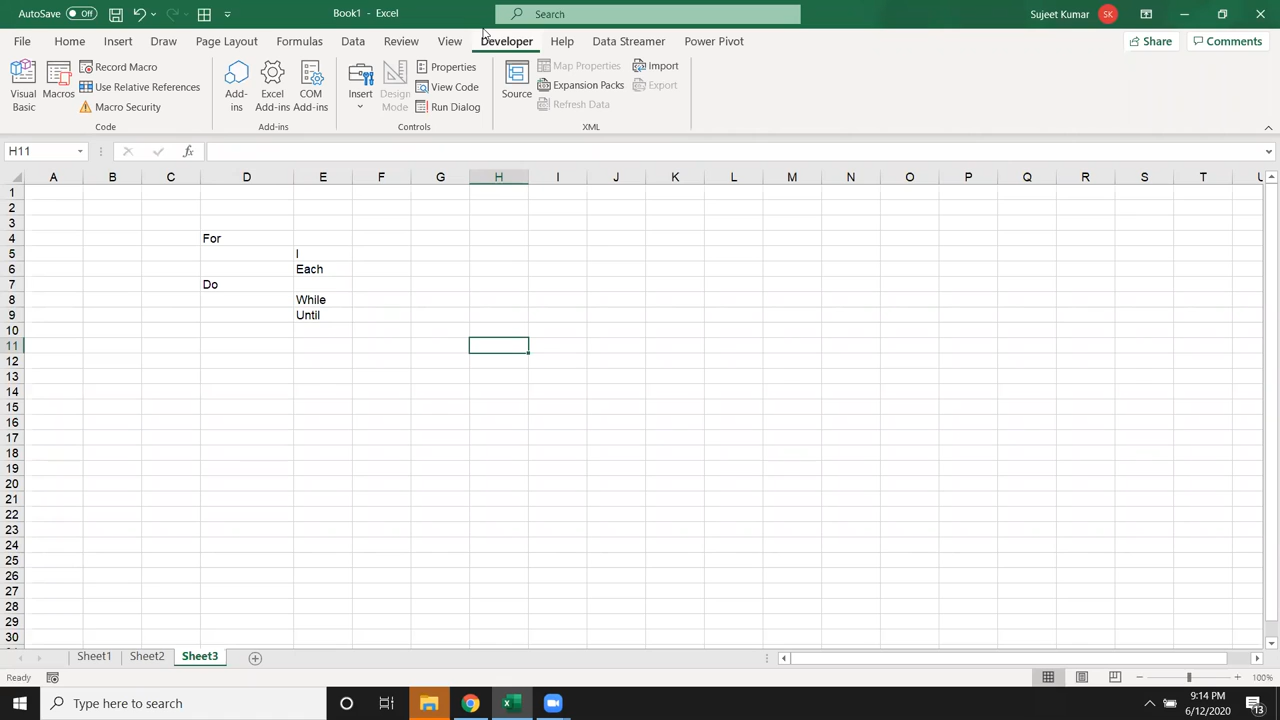 AutoSave Off Book1 - Excel Search Sujeet Kumar SK
File Home Insert Draw Page Layout Formulas Data Review View Developer Help Data Streamer Power Pivot Share Comments
Visual Basic
Macros
Record Macro
Use Relative References
Macro Security
Code
Add-ins
Excel Add-ins
COM Add-ins
Add-ins
Insert
Design Mode
Properties
View Code
Run Dialog
Controls
Source
Map Properties
Expansion Packs
Refresh Data
Import
Export
XML
H11 fx
A B C D E F G H I J K L M N O P Q R S T U
1
2
3
4 For
5 I
6 Each
7 Do
8 While
9 Until
10
11
12
13
14
15
16
17
18
19
20
21
22
23
24
25
26
27
28
29
30
Sheet1 Sheet2 Sheet3
Ready 100%
Type here to search 9:14 PM
6/12/2020 13